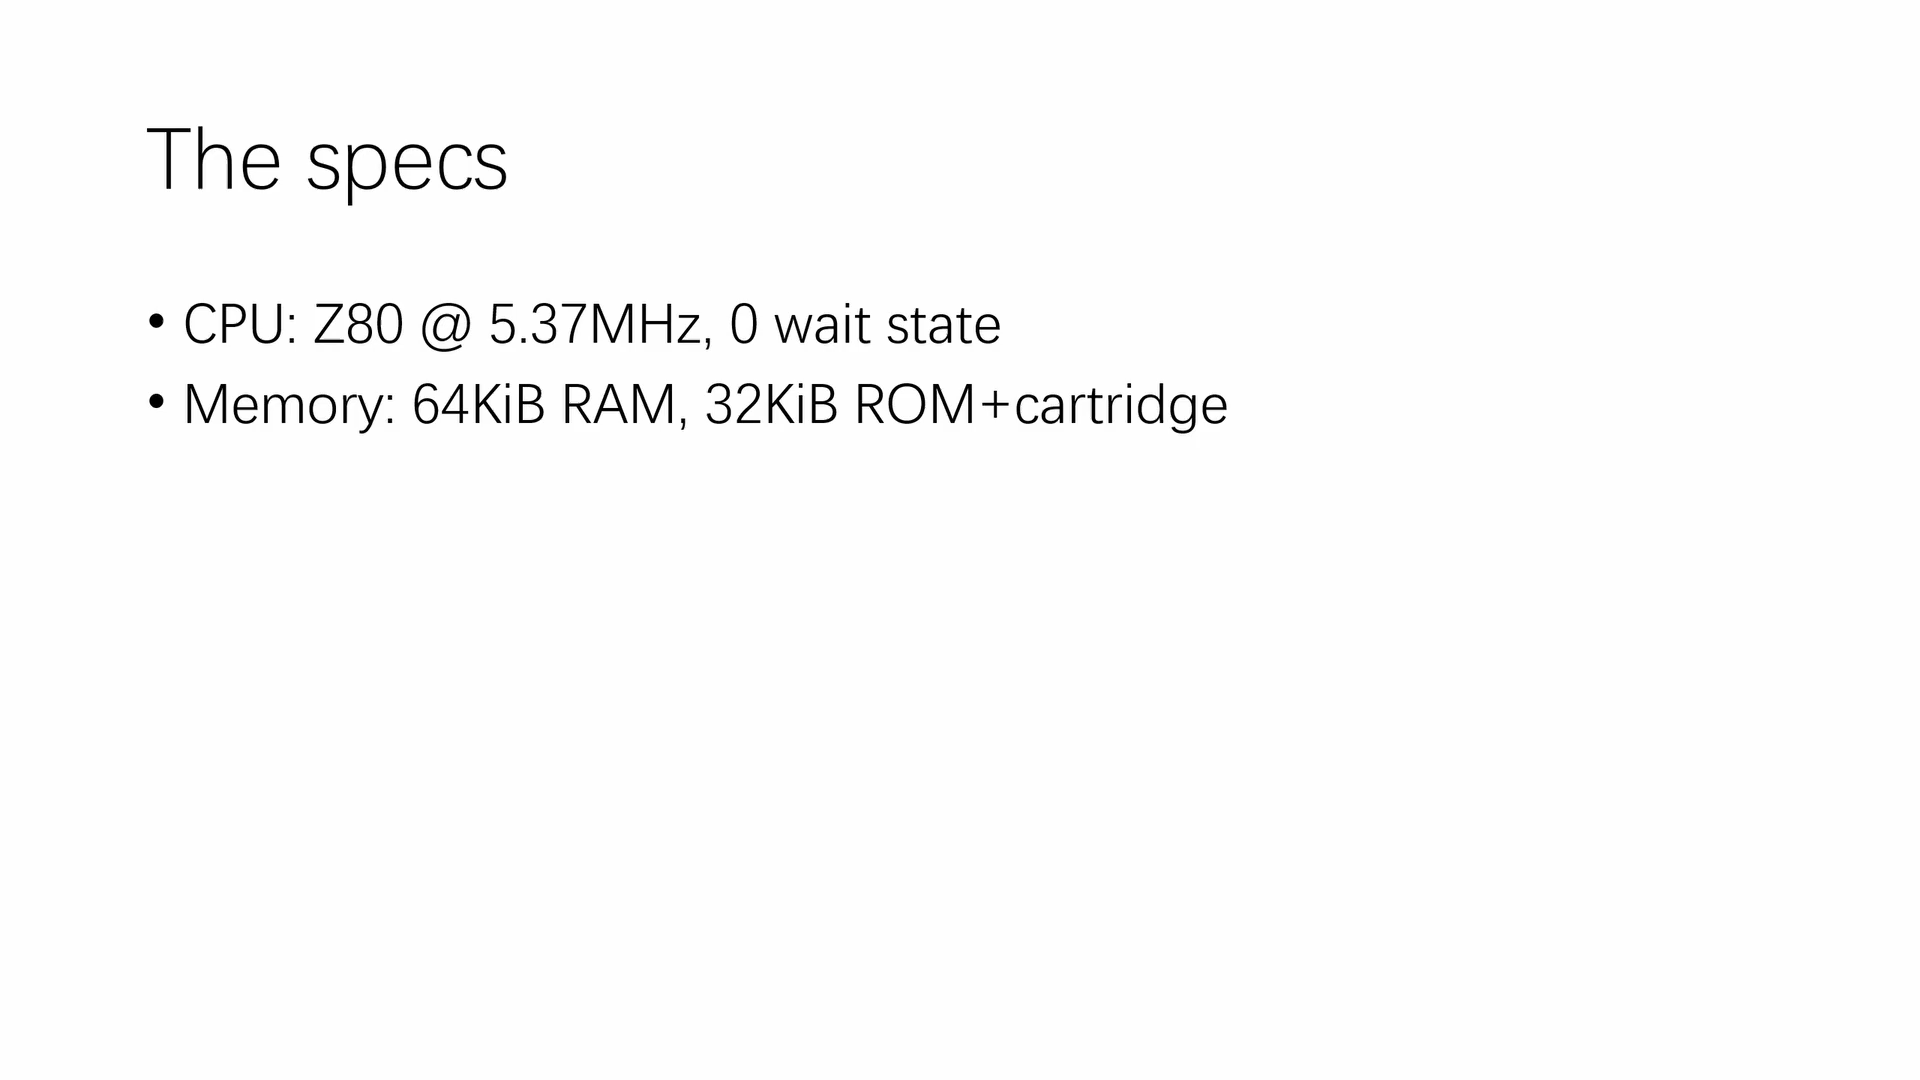 The specs
• CPU: Z80 @ 5.37MHz, 0 wait state
• Memory: 64KiB RAM, 32KiB ROM+cartridge